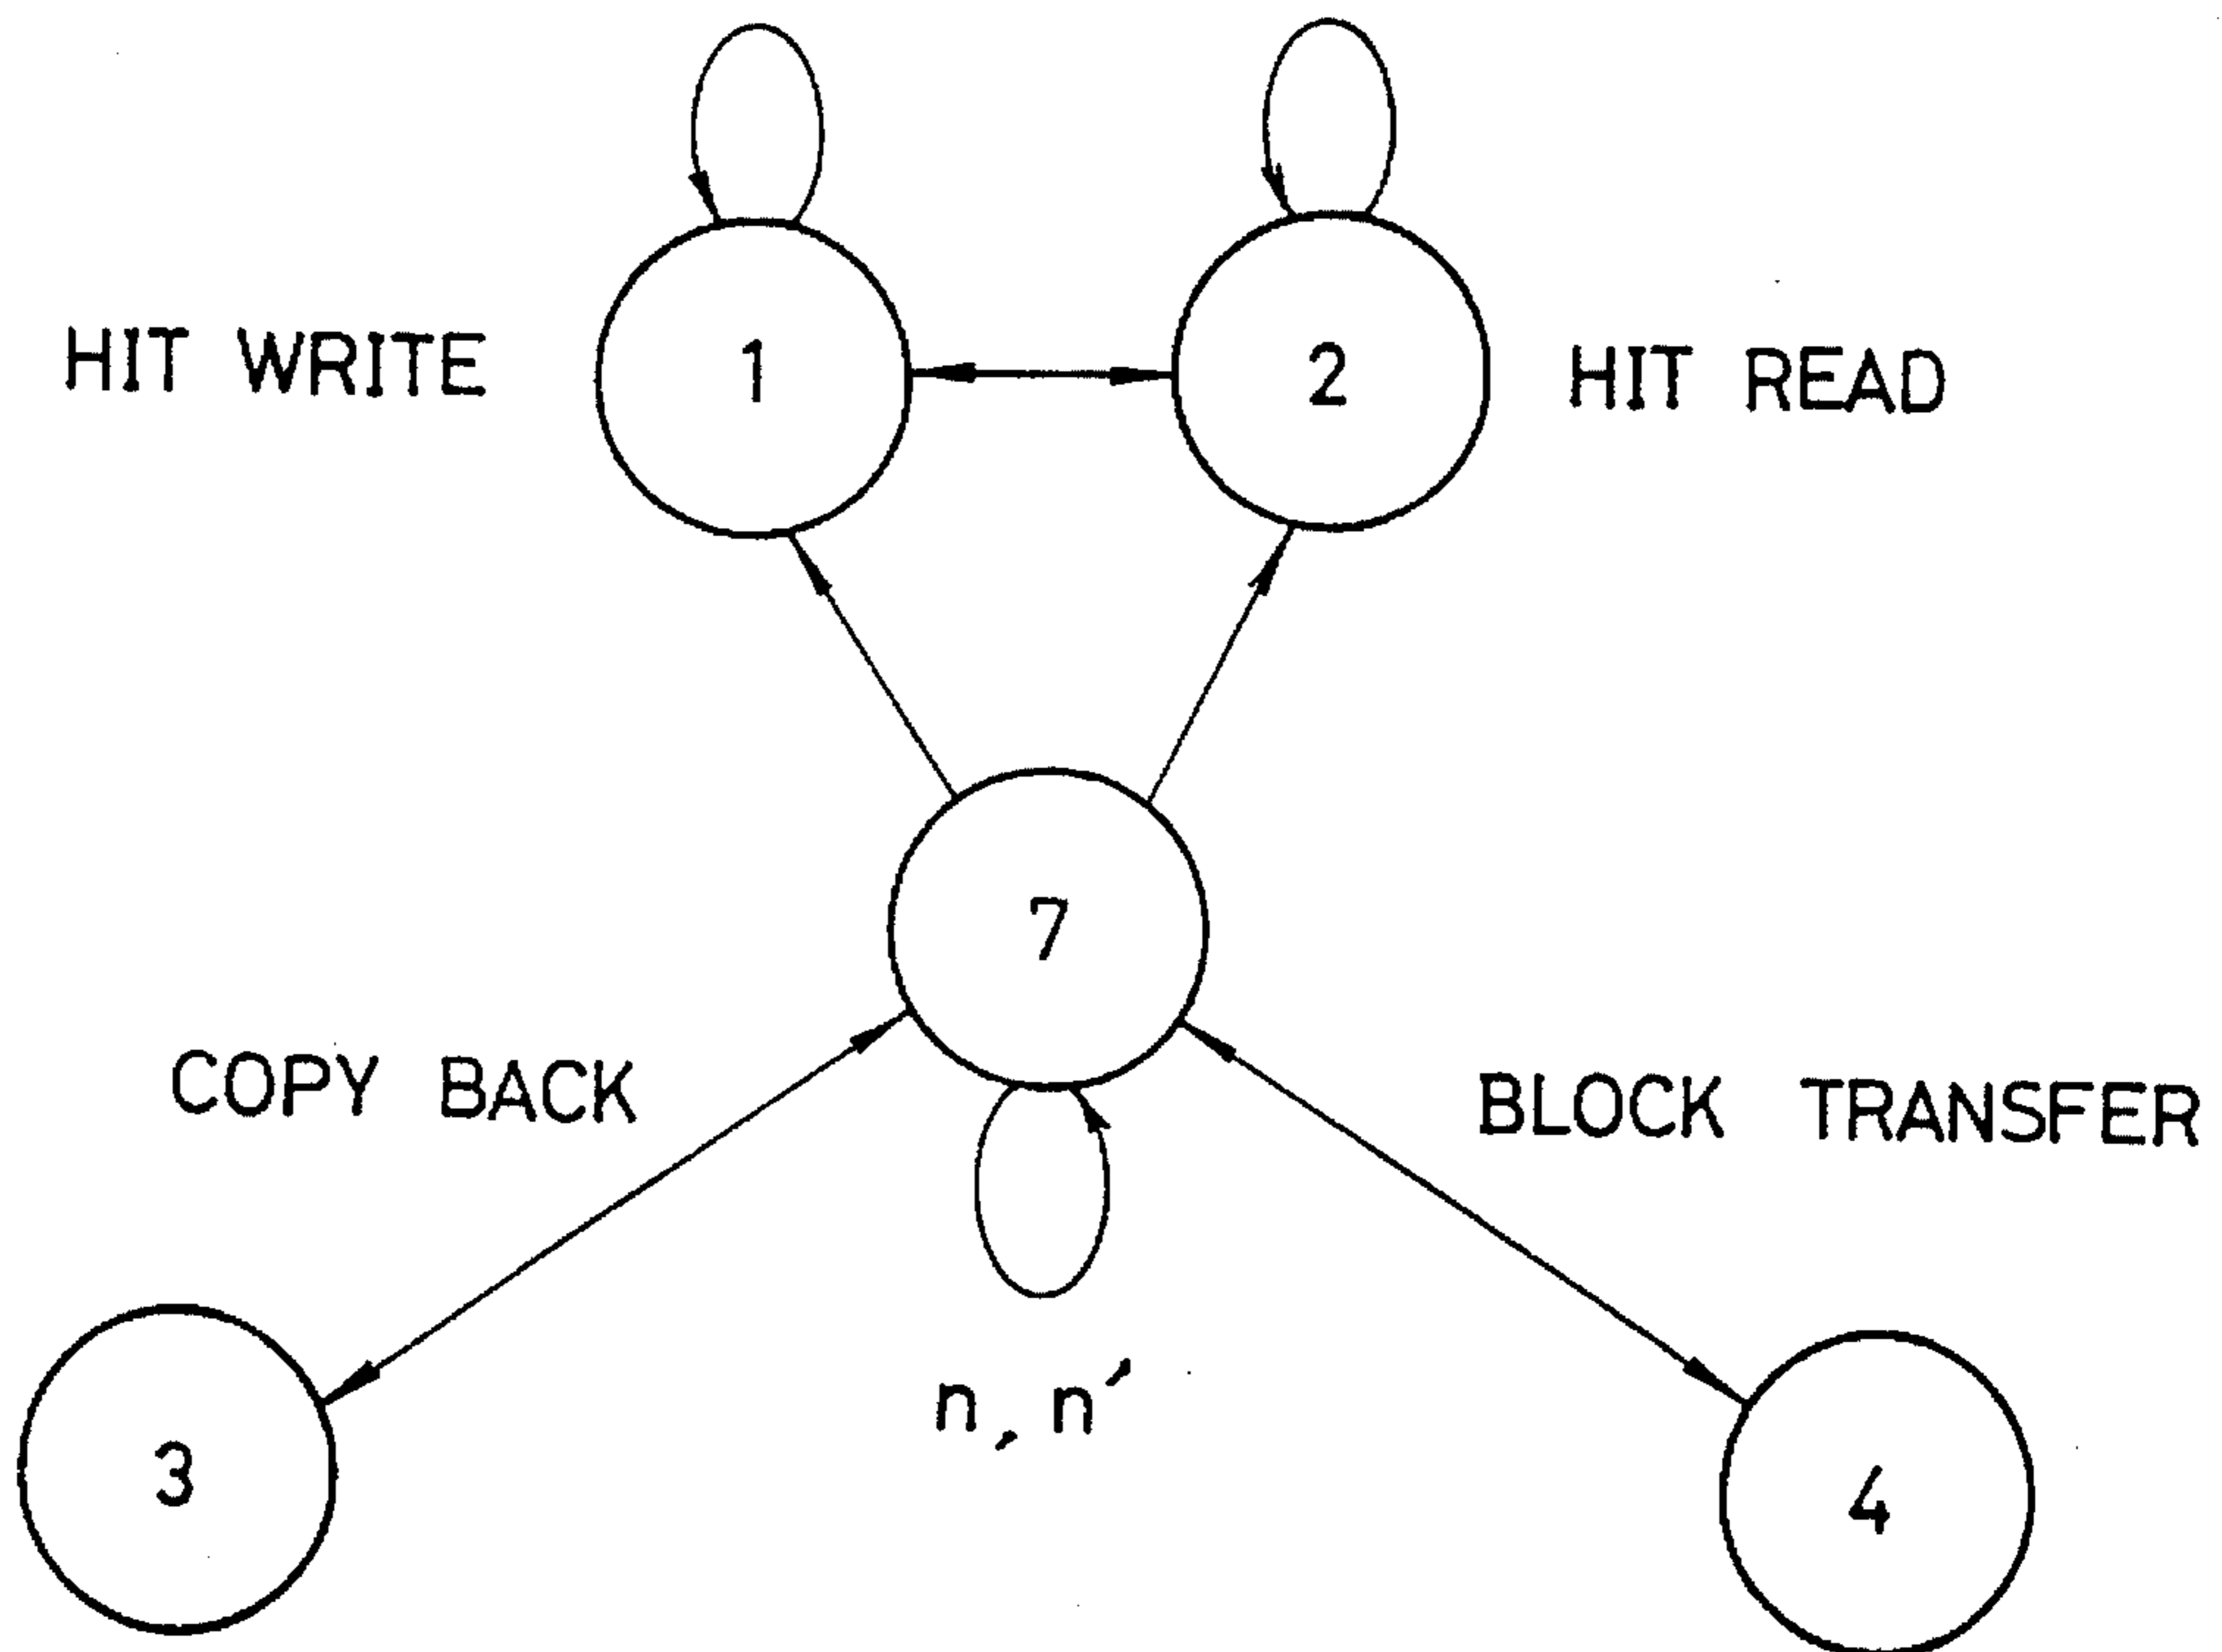 HIT WRITE 1 2 HIT READ
7
COPY BACK BLOCK TRANSFER
n, n′
3 4